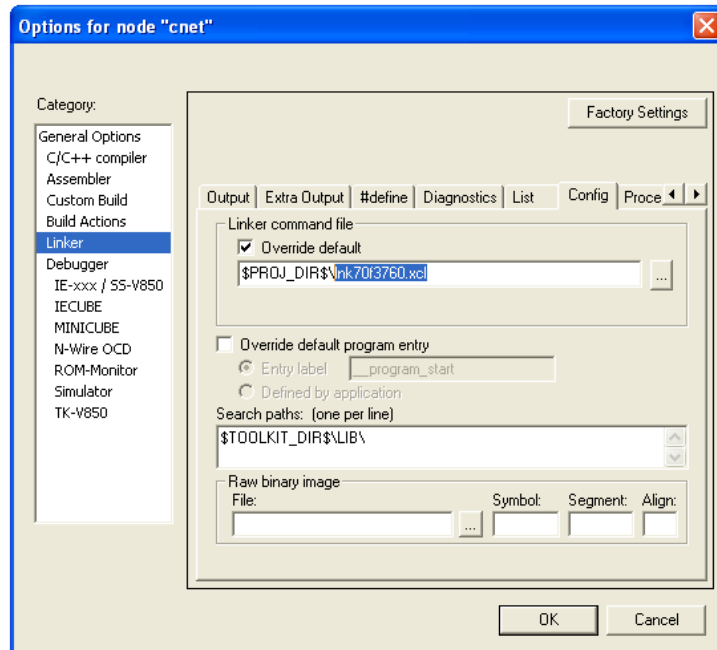 Options for node "cnet"
Category:
Factory Settings
General Options
C/C++ compiler
Assembler
Custom Build
Build Actions
Linker
Debugger
IE-xxx / SS-V850
IECUBE
MINICUBE
N-Wire OCD
ROM-Monitor
Simulator
TK-V850
Output Extra Output #define Diagnostics List Config Proce
Linker command file
Override default
$PROJ_DIR$\lnk70f3760.xcl
...
Override default program entry
Entry label __program_start
Defined by application
Search paths: (one per line)
$TOOLKIT_DIR$\LIB\
Raw binary image
File: Symbol: Segment: Align:
...
OK Cancel